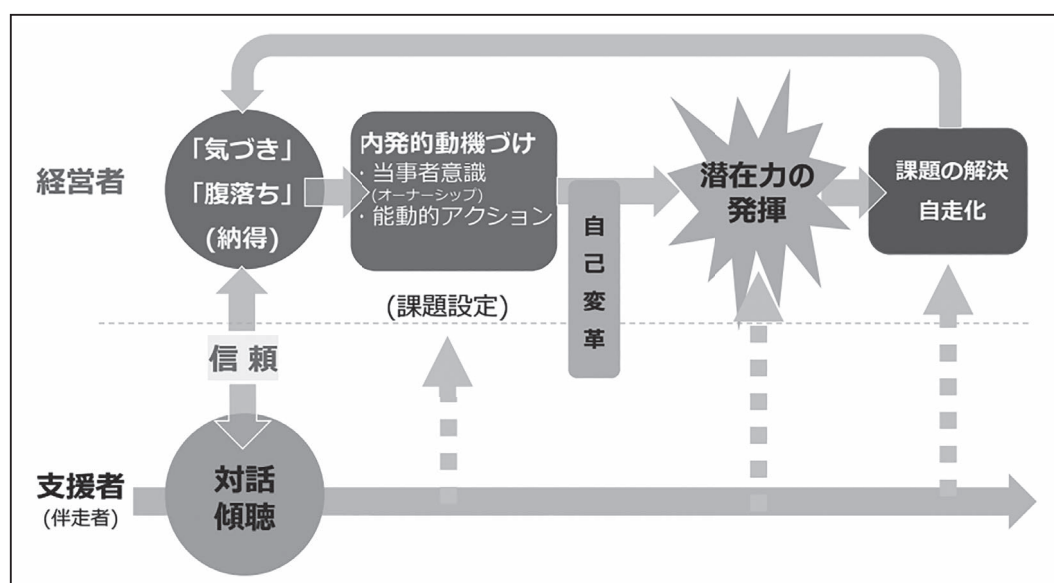 経営者
「気づき」
「腹落ち」
(納得)
内発的動機づけ
・当事者意識
(オーナーシップ)
・能動的アクション
(課題設定)
自己変革
潜在力の
発揮
課題の解決
自走化
信頼
支援者
(伴走者)
対話
傾聴